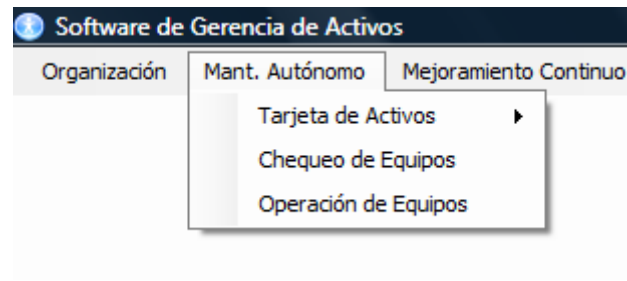 Software de Gerencia de Activos
Organización Mant. Autónomo Mejoramiento Continuo
Tarjeta de Activos
Chequeo de Equipos
Operación de Equipos